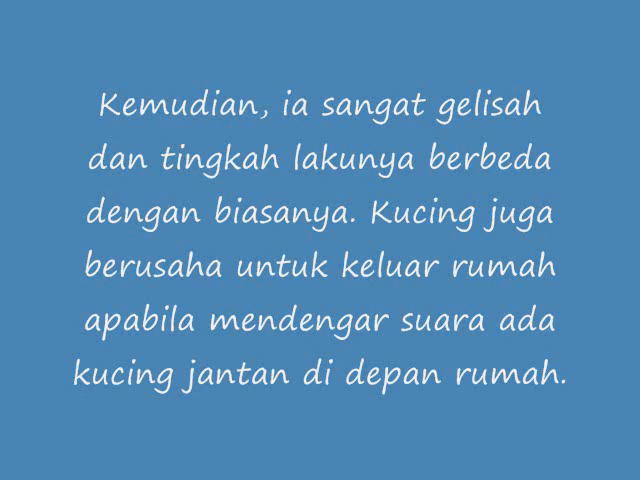 Kemudian, ia sangat gelisah
dan tingkah lakunya berbeda
dengan biasanya. Kucing juga
berusaha untuk keluar rumah
apabila mendengar suara ada
kucing jantan di depan rumah.